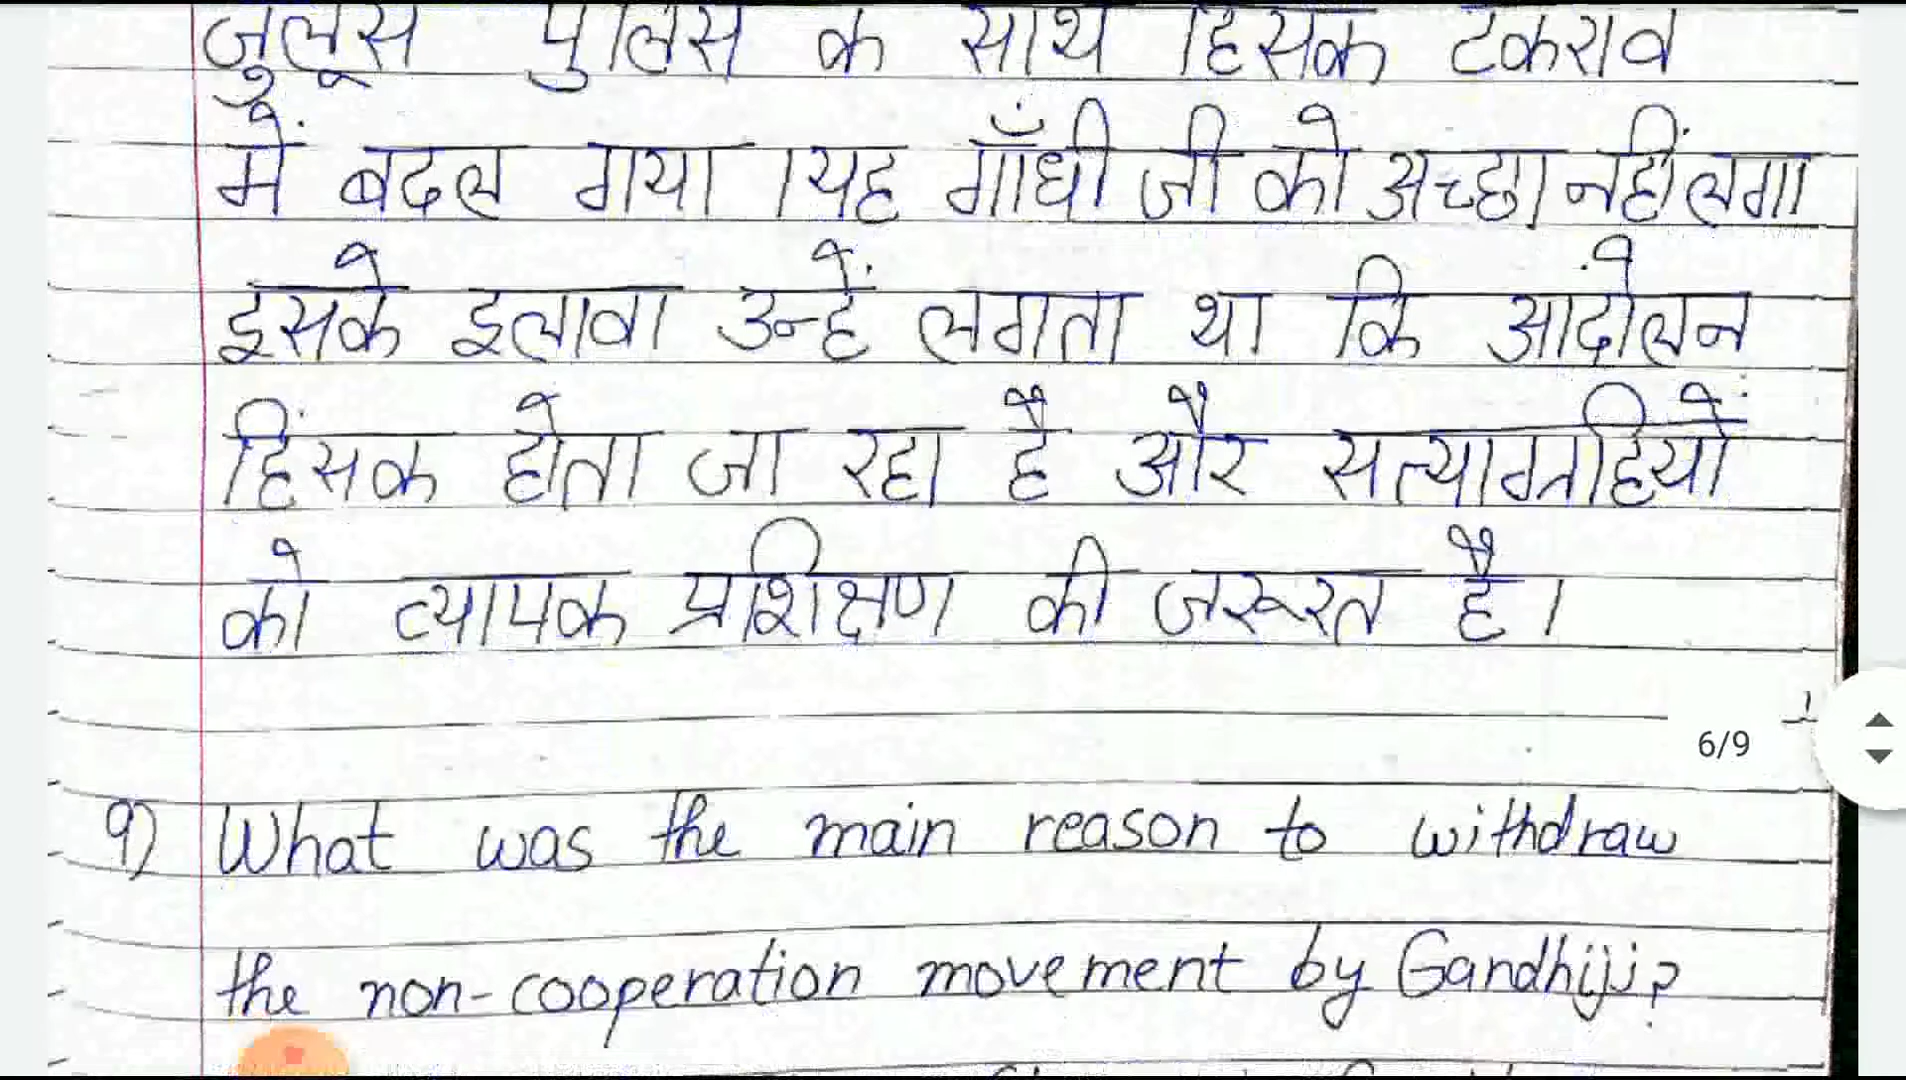 जुलूस पुलिस के साथ हिंसक टकराव
में बदल गया । यह गाँधी जी को अच्छा नहीं लगा
इसके इलावा उन्हें लगता था कि आंदोलन
हिंसक होता जा रहा है और सत्याग्रहियों
को व्यापक प्रशिक्षण की जरूरत है ।
6/9
9) What was the main reason to withdraw
the non-cooperation movement by Gandhiji?